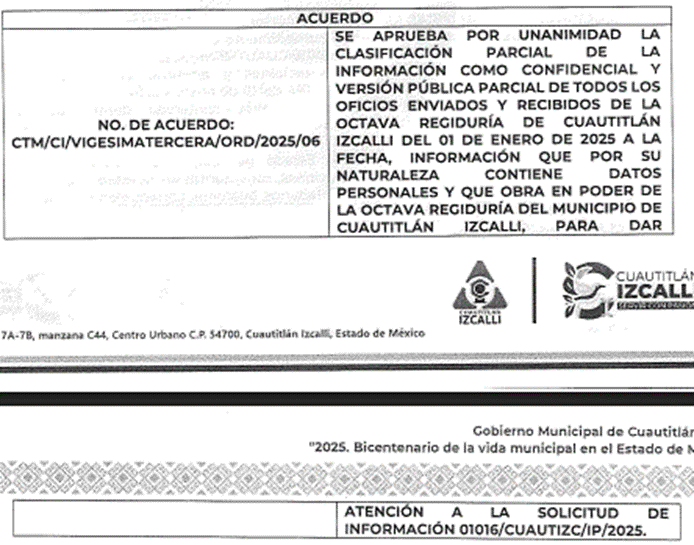 ACUERDO
NO. DE ACUERDO:
CTM/CI/VIGESIMATERCERA/ORD/2025/06
SE APRUEBA POR UNANIMIDAD LA
CLASIFICACIÓN PARCIAL DE LA
INFORMACIÓN COMO CONFIDENCIAL Y
VERSIÓN PÚBLICA PARCIAL DE TODOS LOS
OFICIOS ENVIADOS Y RECIBIDOS DE LA
OCTAVA REGIDURÍA DE CUAUTITLÁN
IZCALLI DEL 01 DE ENERO DE 2025 A LA
FECHA, INFORMACIÓN QUE POR SU
NATURALEZA CONTIENE DATOS
PERSONALES Y QUE OBRA EN PODER DE
LA OCTAVA REGIDURÍA DEL MUNICIPIO DE
CUAUTITLÁN IZCALLI, PARA DAR
CUAUTITLÁN
IZCALLI
CUAUTITLÁN
IZCALLI
7A-7B, manzana C44, Centro Urbano C.P. 54700, Cuautitlán Izcalli, Estado de México
Gobierno Municipal de Cuautitlán
"2025. Bicentenario de la vida municipal en el Estado de M
ATENCIÓN A LA SOLICITUD DE
INFORMACIÓN 01016/CUAUTIZC/IP/2025.